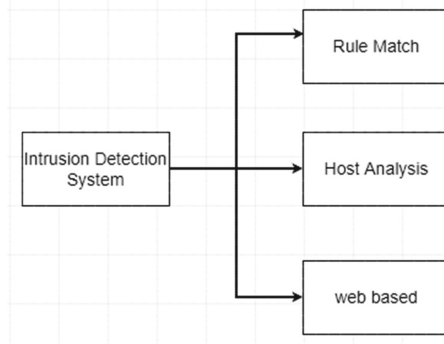 Rule Match
Intrusion Detection
System
Host Analysis
web based